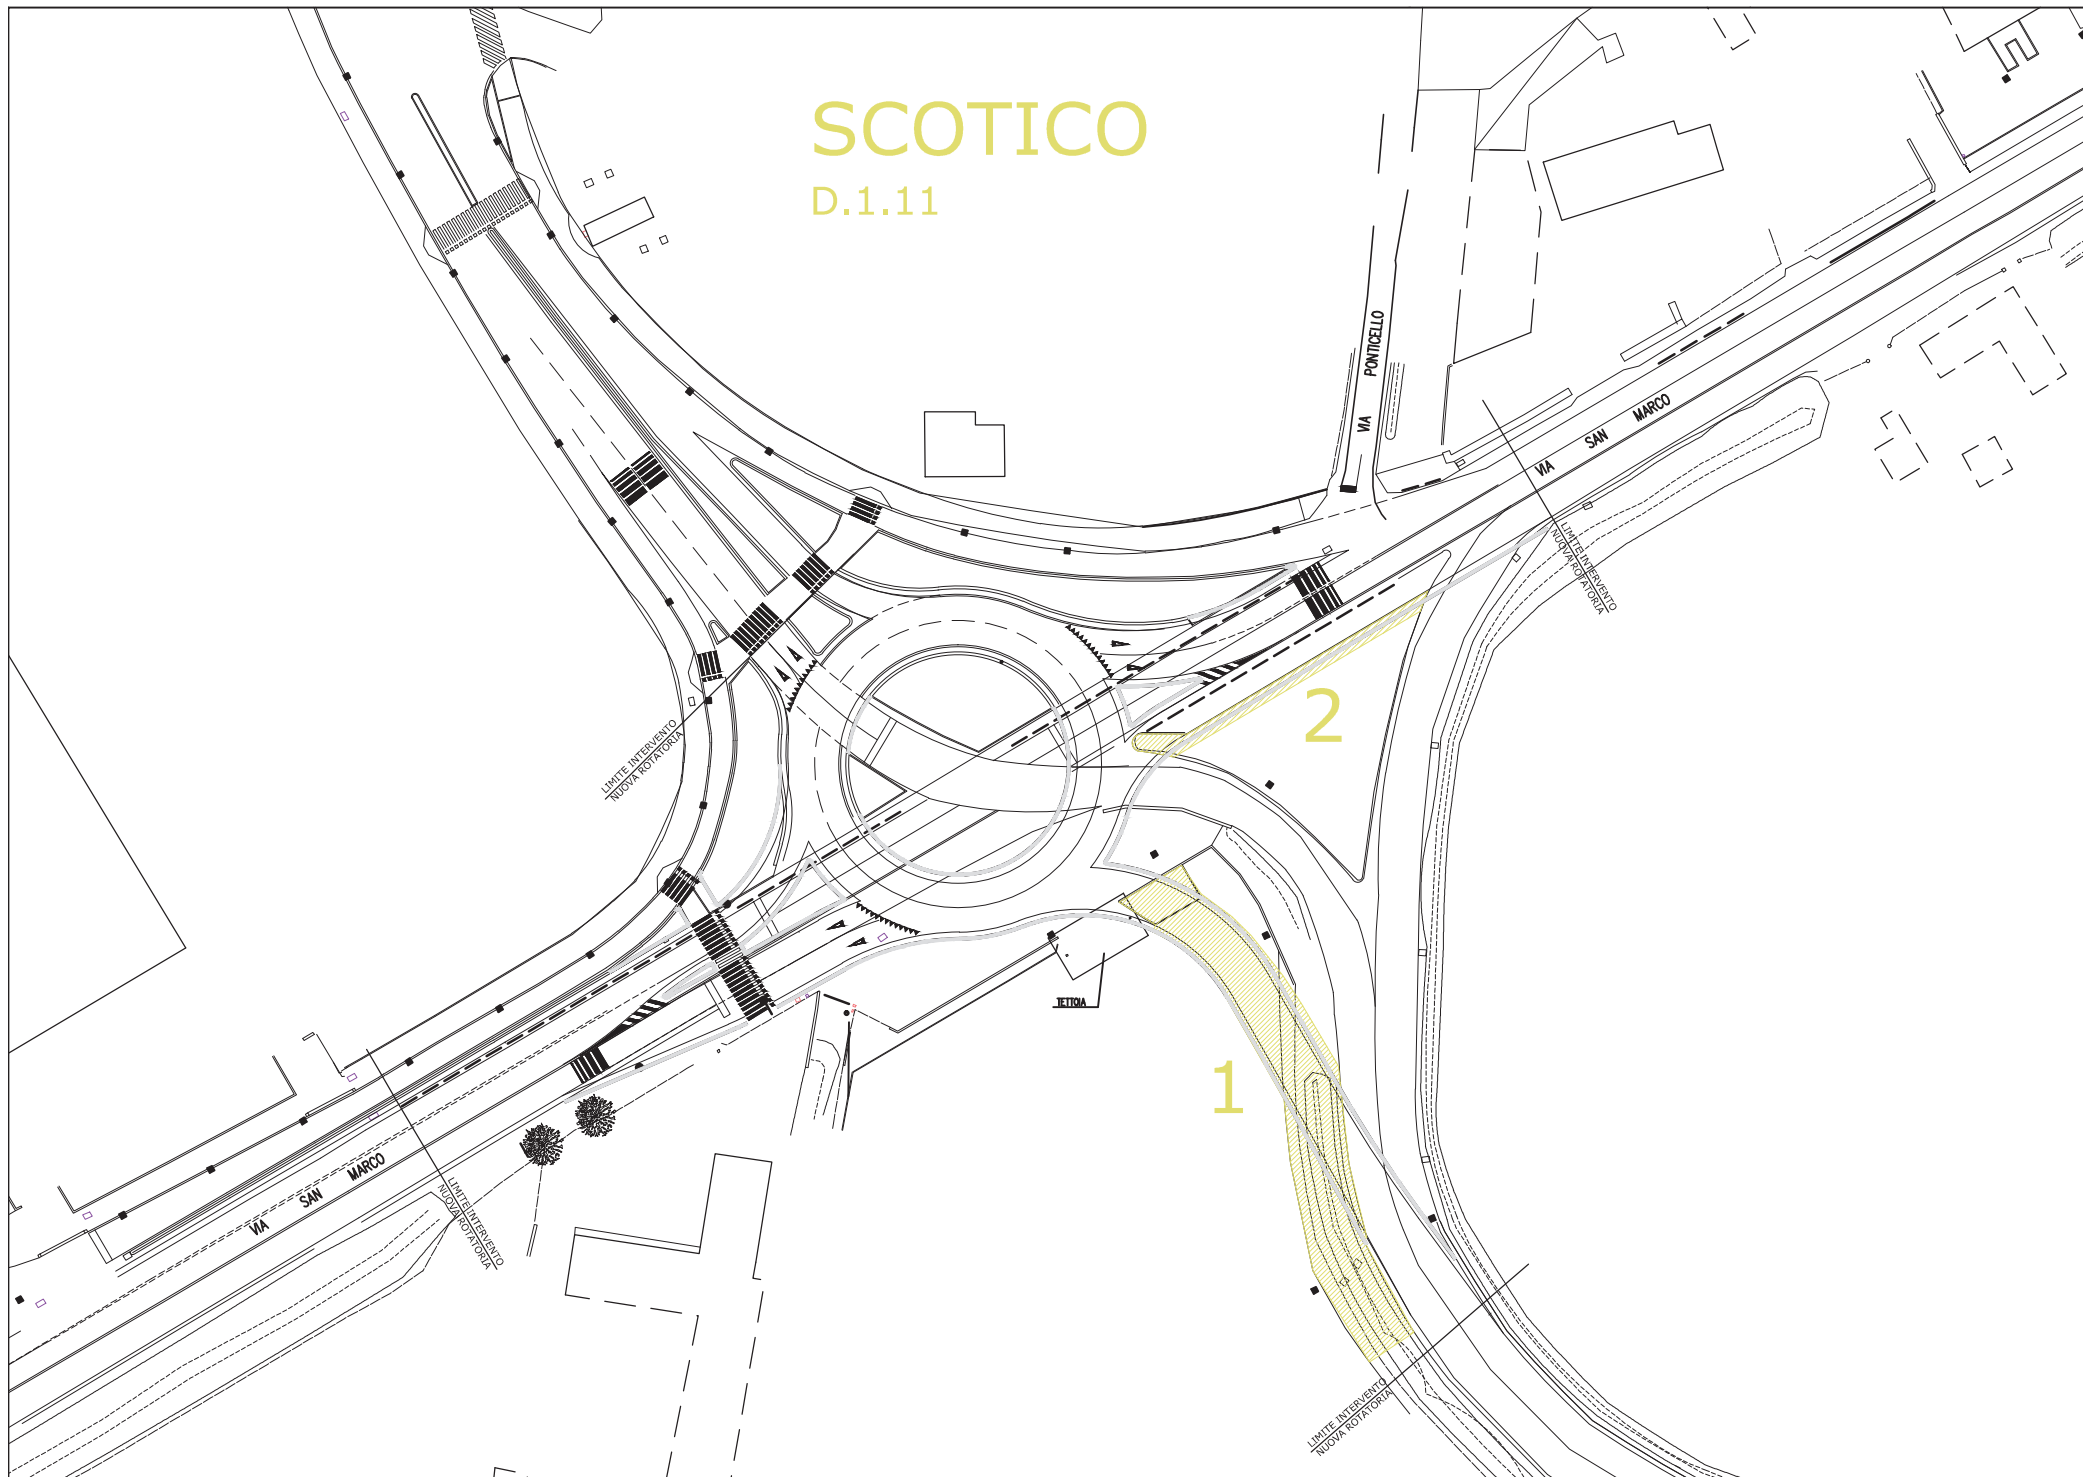 SCOTICO
D.1.11
VIA PONTICELLO
VIA SAN MARCO
LIMITE INTERVENTO
NUOVA ROTATORIA
2
LIMITE INTERVENTO
NUOVA ROTATORIA
TETTOIA
1
VIA SAN MARCO
LIMITE INTERVENTO
NUOVA ROTATORIA
LIMITE INTERVENTO
NUOVA ROTATORIA